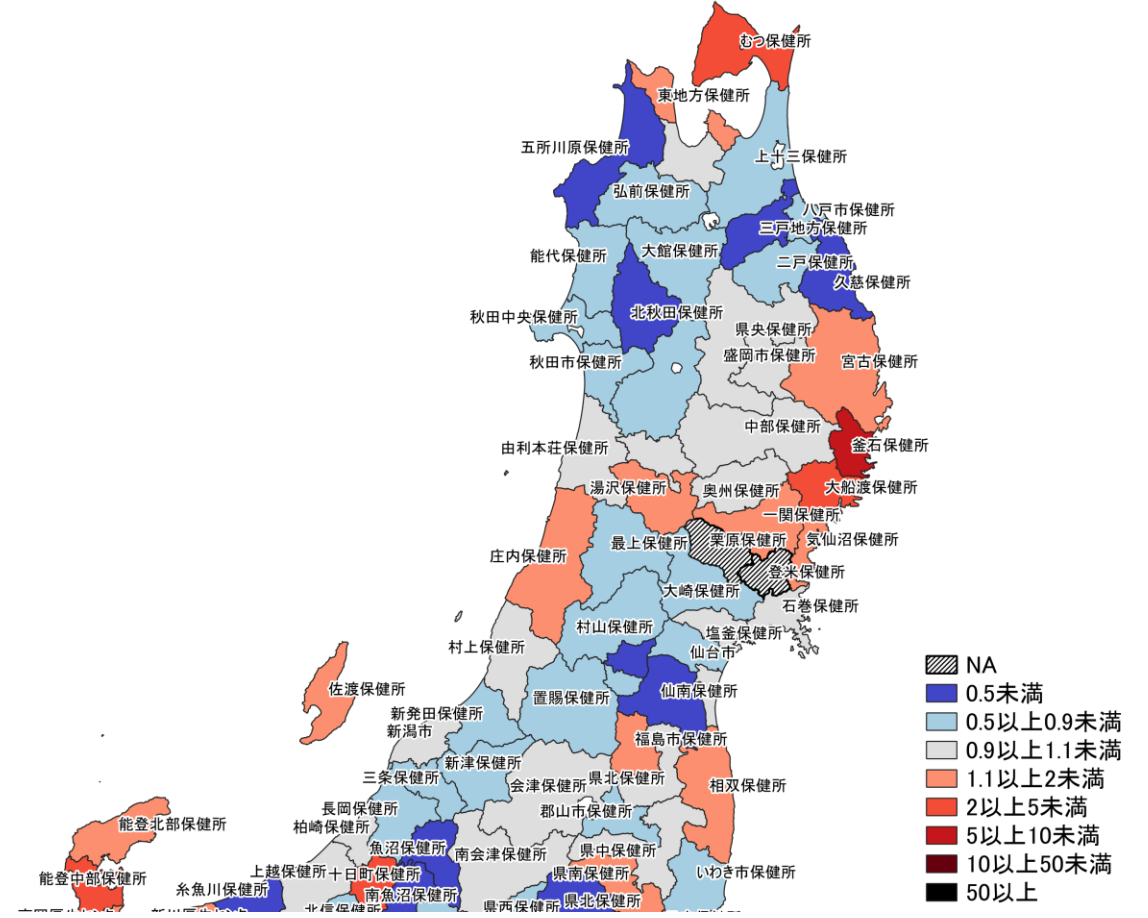 むつ保健所
東地方保健所
五所川原保健所
上十三保健所
弘前保健所
八戸市保健所
三戸地方保健所
能代保健所
大館保健所
二戸保健所
久慈保健所
秋田中央保健所
北秋田保健所
県央保健所
秋田市保健所
盛岡市保健所
宮古保健所
中部保健所
由利本荘保健所
釜石保健所
湯沢保健所
奥州保健所
大船渡保健所
一関保健所
庄内保健所
最上保健所
栗原保健所
気仙沼保健所
登米保健所
大崎保健所
石巻保健所
村山保健所
塩釜保健所
村上保健所
仙台市
佐渡保健所
置賜保健所
仙南保健所
新発田保健所
新潟市
福島市保健所
新津保健所
三条保健所
会津保健所
県北保健所
相双保健所
長岡保健所
郡山市保健所
能登北部保健所
柏崎保健所
魚沼保健所
南会津保健所
県中保健所
能登中部保健所
上越保健所
十日町保健所
県南保健所
いわき市保健所
糸魚川保健所
南魚沼保健所
県北保健所
北信保健所
県西保健所
NA
0.5未満
0.5以上0.9未満
0.9以上1.1未満
1.1以上2未満
2以上5未満
5以上10未満
10以上50未満
50以上